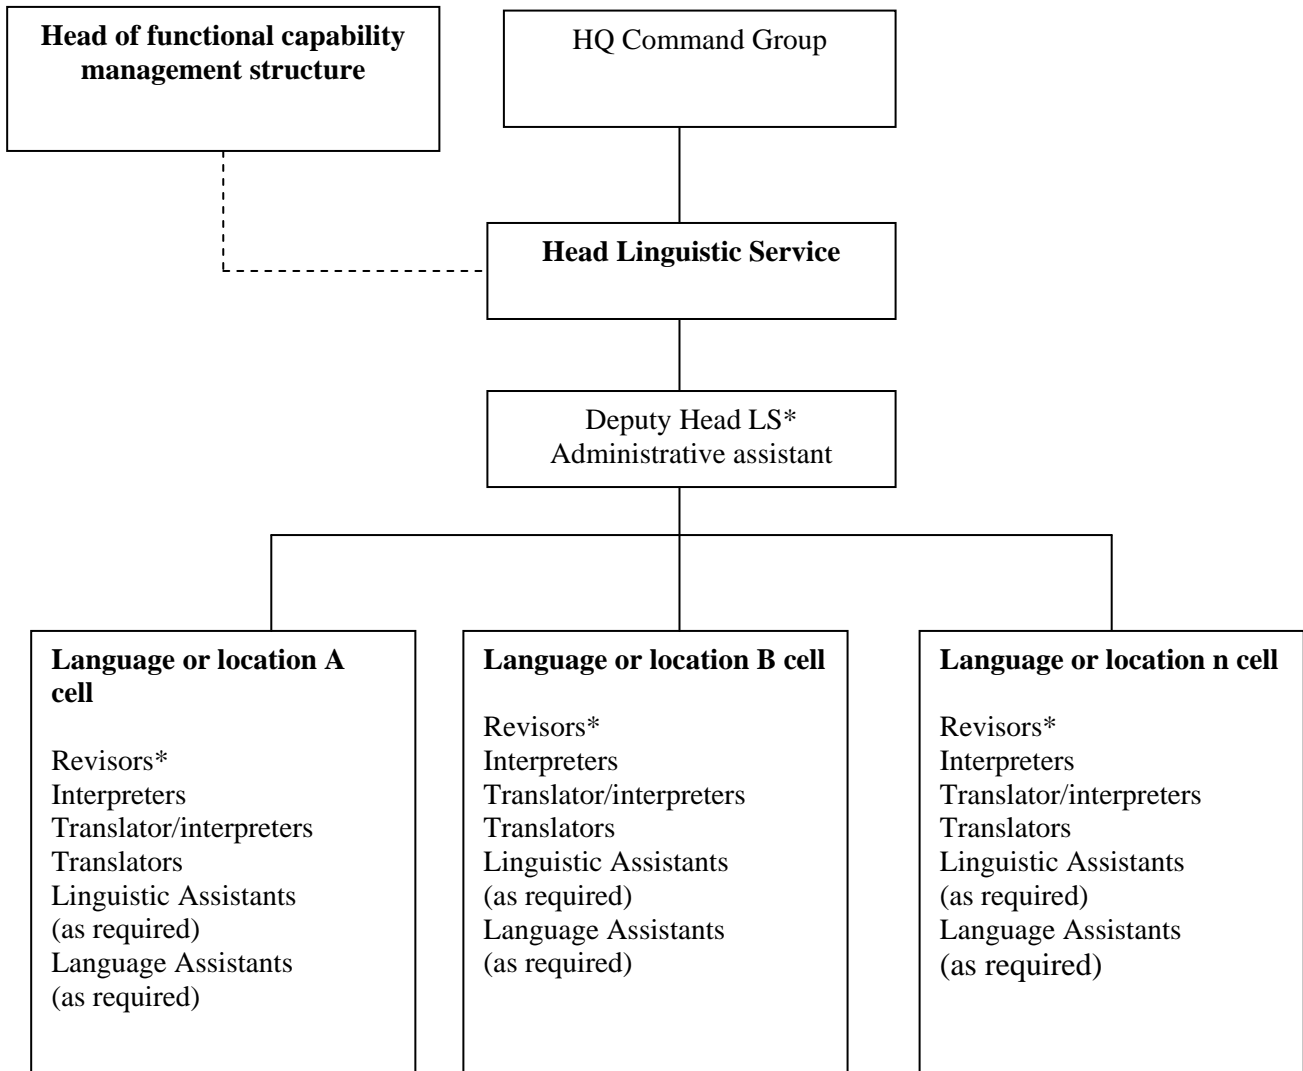 Head of functional capability
management structure
HQ Command Group
Head Linguistic Service
Deputy Head LS*
Administrative assistant
Language or location A
cell
Revisors*
Interpreters
Translator/interpreters
Translators
Linguistic Assistants
(as required)
Language Assistants
(as required)
Language or location B cell
Revisors*
Interpreters
Translator/interpreters
Translators
Linguistic Assistants
(as required)
Language Assistants
(as required)
Language or location n cell
Revisors*
Interpreters
Translator/interpreters
Translators
Linguistic Assistants
(as required)
Language Assistants
(as required)